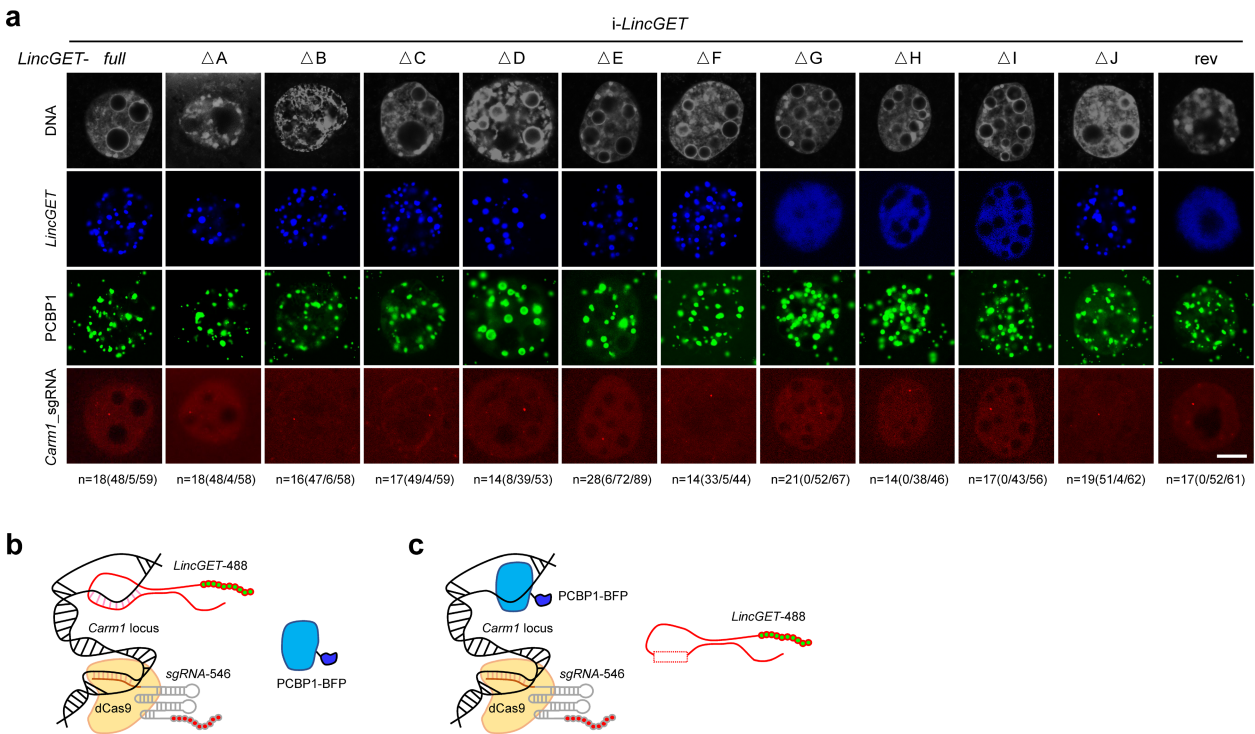 a
i-LincGET
LincGET- full △A △B △C △D △E △F △G △H △I △J rev
DNA
LincGET
PCBP1
Carm1_sgRNA
n=18(48/5/59) n=18(48/4/58) n=16(47/6/58) n=17(49/4/59) n=14(8/39/53) n=28(6/72/89) n=14(33/5/44) n=21(0/52/67) n=14(0/38/46) n=17(0/43/56) n=19(51/4/62) n=17(0/52/61)
b
LincGET-488
Carm1 locus
PCBP1-BFP
sgRNA-546
dCas9
c
PCBP1-BFP
Carm1 locus
LincGET-488
sgRNA-546
dCas9